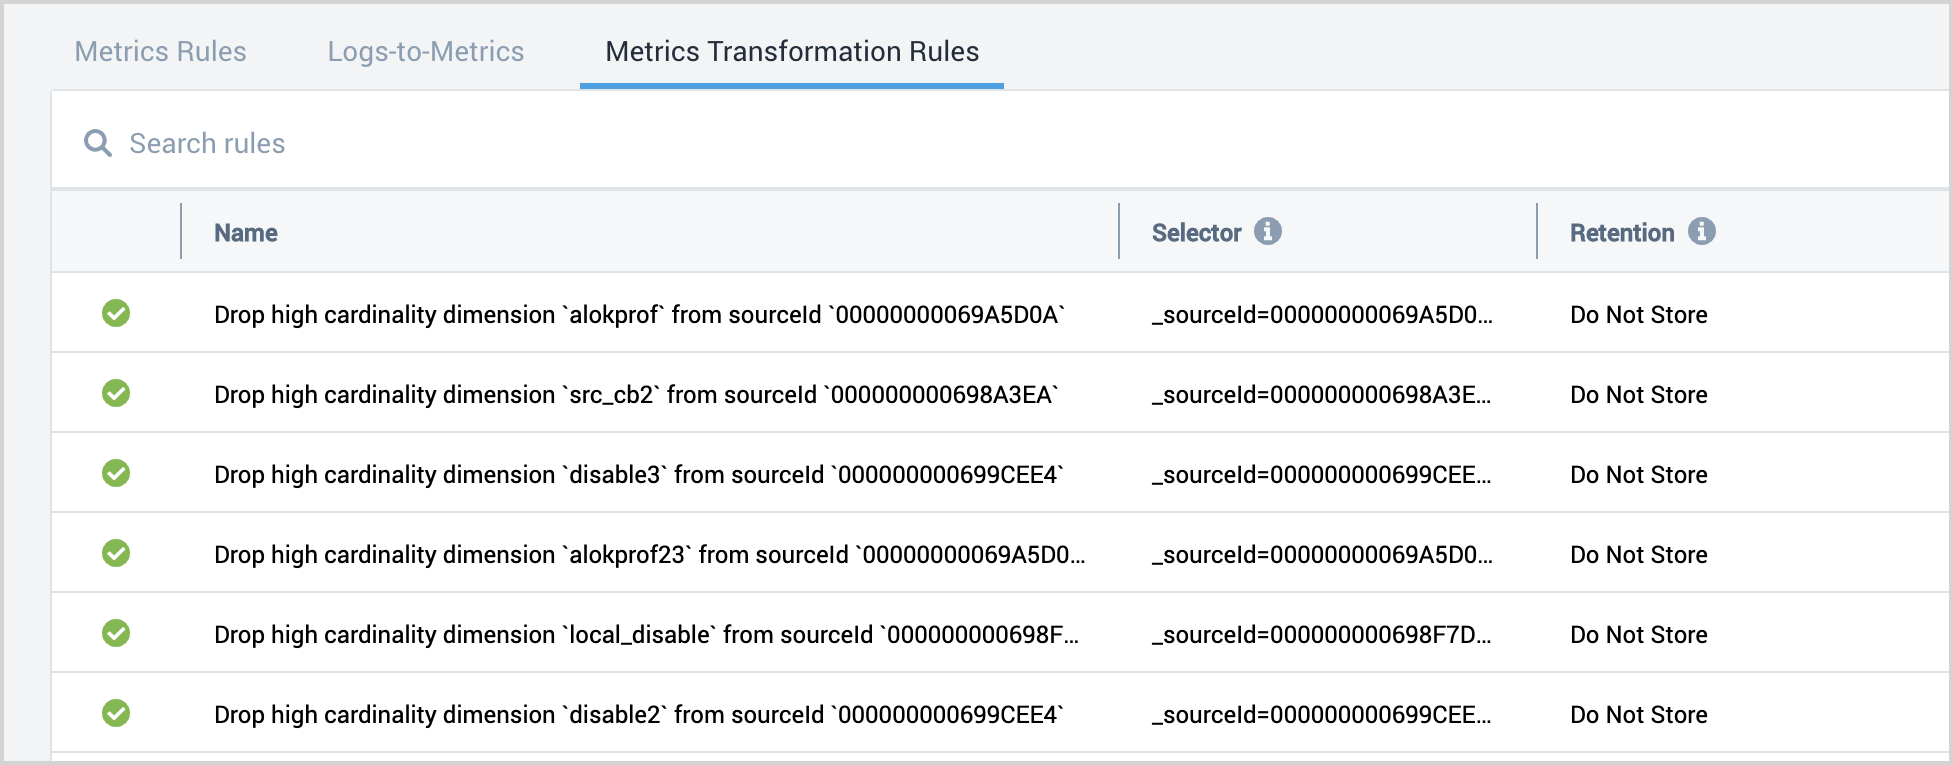 Metrics Rules Logs-to-Metrics Metrics Transformation Rules
Search rules
Name Selector Retention
Drop high cardinality dimension `alokprof` from sourceId `00000000069A5D0A` _sourceId=00000000069A5D0... Do Not Store
Drop high cardinality dimension `src_cb2` from sourceId `000000000698A3EA` _sourceId=000000000698A3E... Do Not Store
Drop high cardinality dimension `disable3` from sourceId `000000000699CEE4` _sourceId=000000000699CEE... Do Not Store
Drop high cardinality dimension `alokprof23` from sourceId `00000000069A5D0... _sourceId=00000000069A5D0... Do Not Store
Drop high cardinality dimension `local_disable` from sourceId `000000000698F... _sourceId=000000000698F7D... Do Not Store
Drop high cardinality dimension `disable2` from sourceId `000000000699CEE4` _sourceId=000000000699CEE... Do Not Store